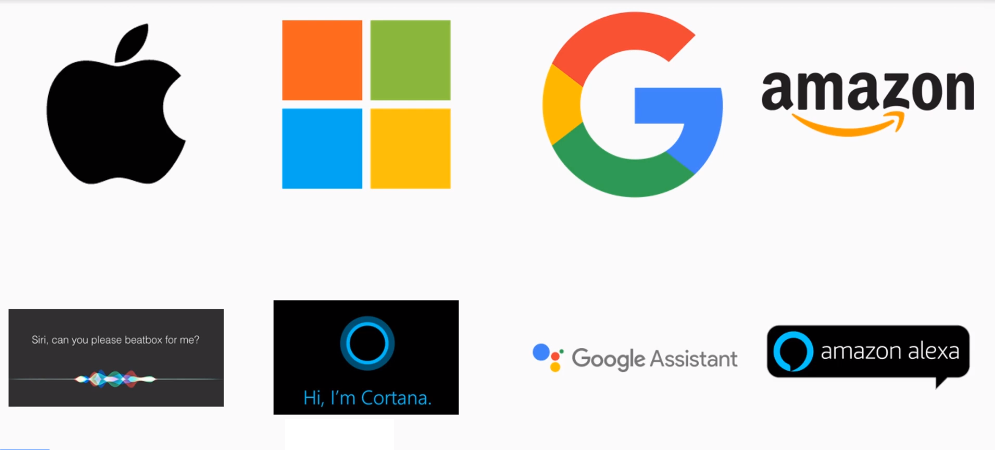 amazon
Siri, can you please beatbox for me?
Hi, I'm Cortana.
Google Assistant
amazon alexa